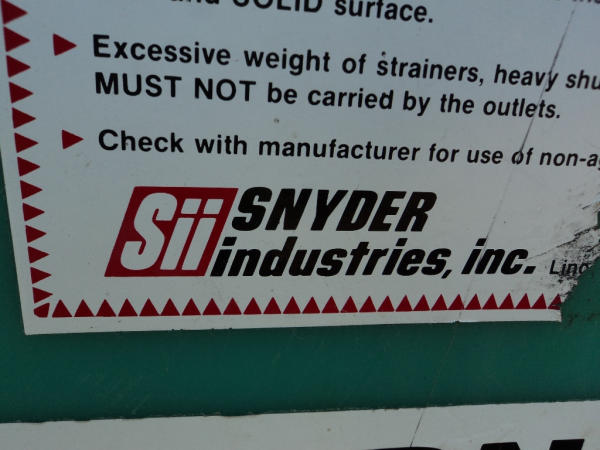 SOLID surface.
Excessive weight of strainers, heavy
MUST NOT be carried by the outlets.
Check with manufacturer for use of
Sii SNYDER
industries, inc.